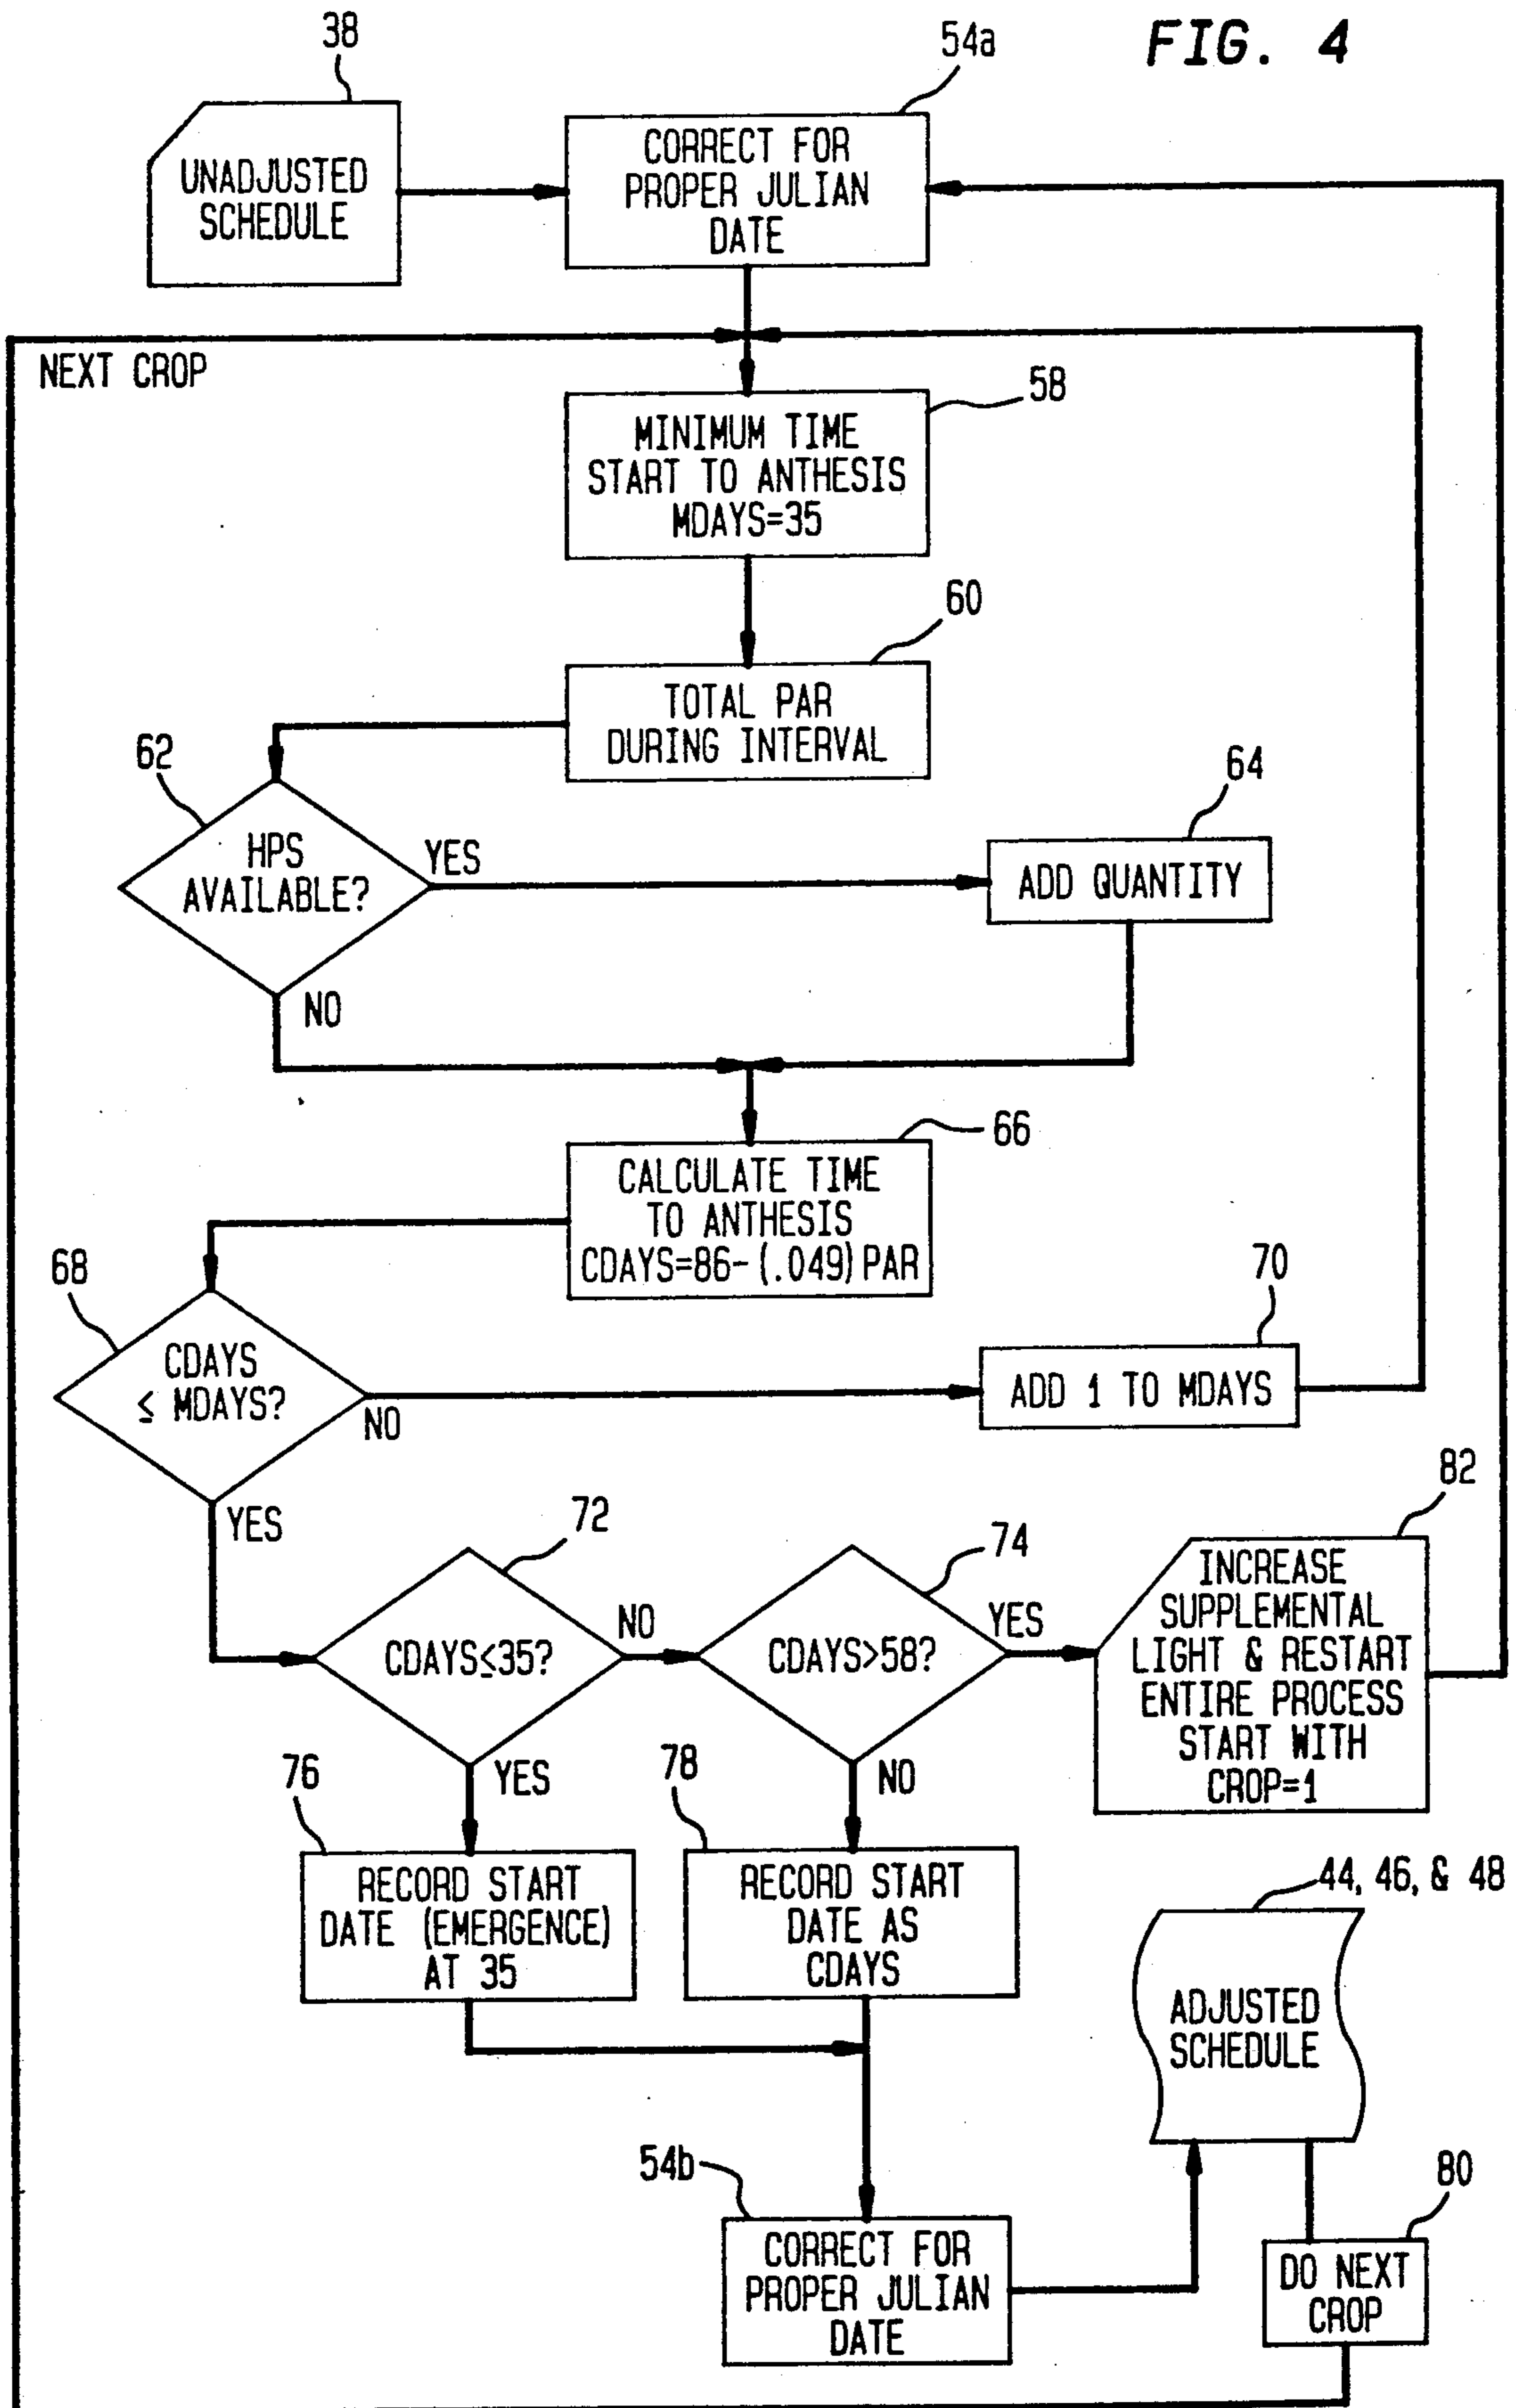 FIG. 4
38
54a
UNADJUSTED
SCHEDULE
CORRECT FOR
PROPER JULIAN
DATE
NEXT CROP
58
MINIMUM TIME
START TO ANTHESIS
MDAYS=35
60
TOTAL PAR
DURING INTERVAL
62
HPS
AVAILABLE?
YES
64
ADD QUANTITY
NO
66
CALCULATE TIME
TO ANTHESIS
CDAYS=86-(.049)PAR
68
CDAYS
≤ MDAYS?
NO
70
ADD 1 TO MDAYS
YES
72
CDAYS≤35?
NO
74
CDAYS>58?
YES
82
INCREASE
SUPPLEMENTAL
LIGHT & RESTART
ENTIRE PROCESS
START WITH
CROP=1
YES
NO
76
RECORD START
DATE (EMERGENCE)
AT 35
78
RECORD START
DATE AS
CDAYS
44, 46, & 48
ADJUSTED
SCHEDULE
54b
CORRECT FOR
PROPER JULIAN
DATE
80
DO NEXT
CROP